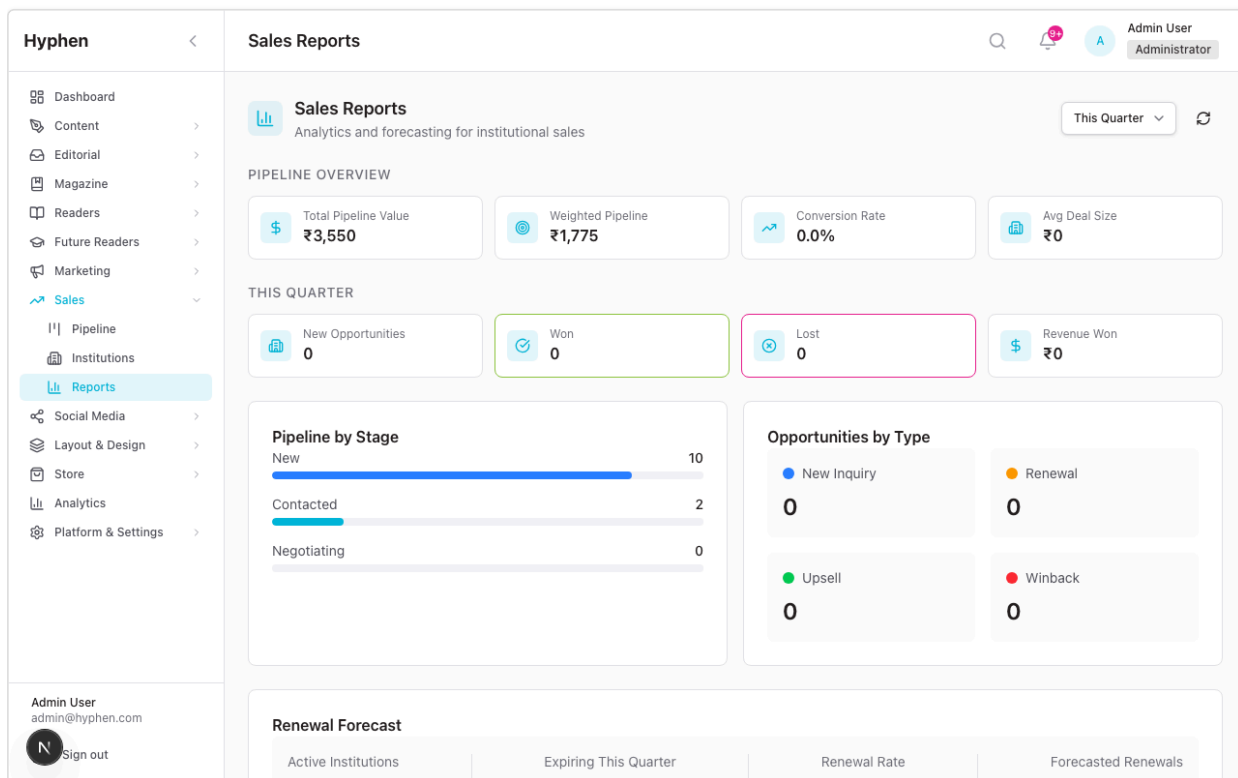 Hyphen
Sales Reports
9+
A
Admin User
Administrator
Dashboard
Content
Editorial
Magazine
Readers
Future Readers
Marketing
Sales
Pipeline
Institutions
Reports
Social Media
Layout & Design
Store
Analytics
Platform & Settings
Admin User
admin@hyphen.com
N
Sign out
Sales Reports
Analytics and forecasting for institutional sales
This Quarter
PIPELINE OVERVIEW
Total Pipeline Value
₹3,550
Weighted Pipeline
₹1,775
Conversion Rate
0.0%
Avg Deal Size
₹0
THIS QUARTER
New Opportunities
0
Won
0
Lost
0
Revenue Won
₹0
Pipeline by Stage
New 10
Contacted 2
Negotiating 0
Opportunities by Type
New Inquiry
0
Renewal
0
Upsell
0
Winback
0
Renewal Forecast
Active Institutions Expiring This Quarter Renewal Rate Forecasted Renewals